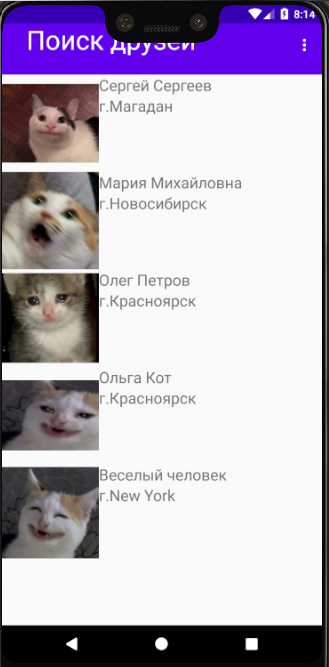 8:14
Поиск друзей
Сергей Сергеев
г.Магадан
Мария Михайловна
г.Новосибирск
Олег Петров
г.Красноярск
Ольга Кот
г.Красноярск
Веселый человек
г.New York